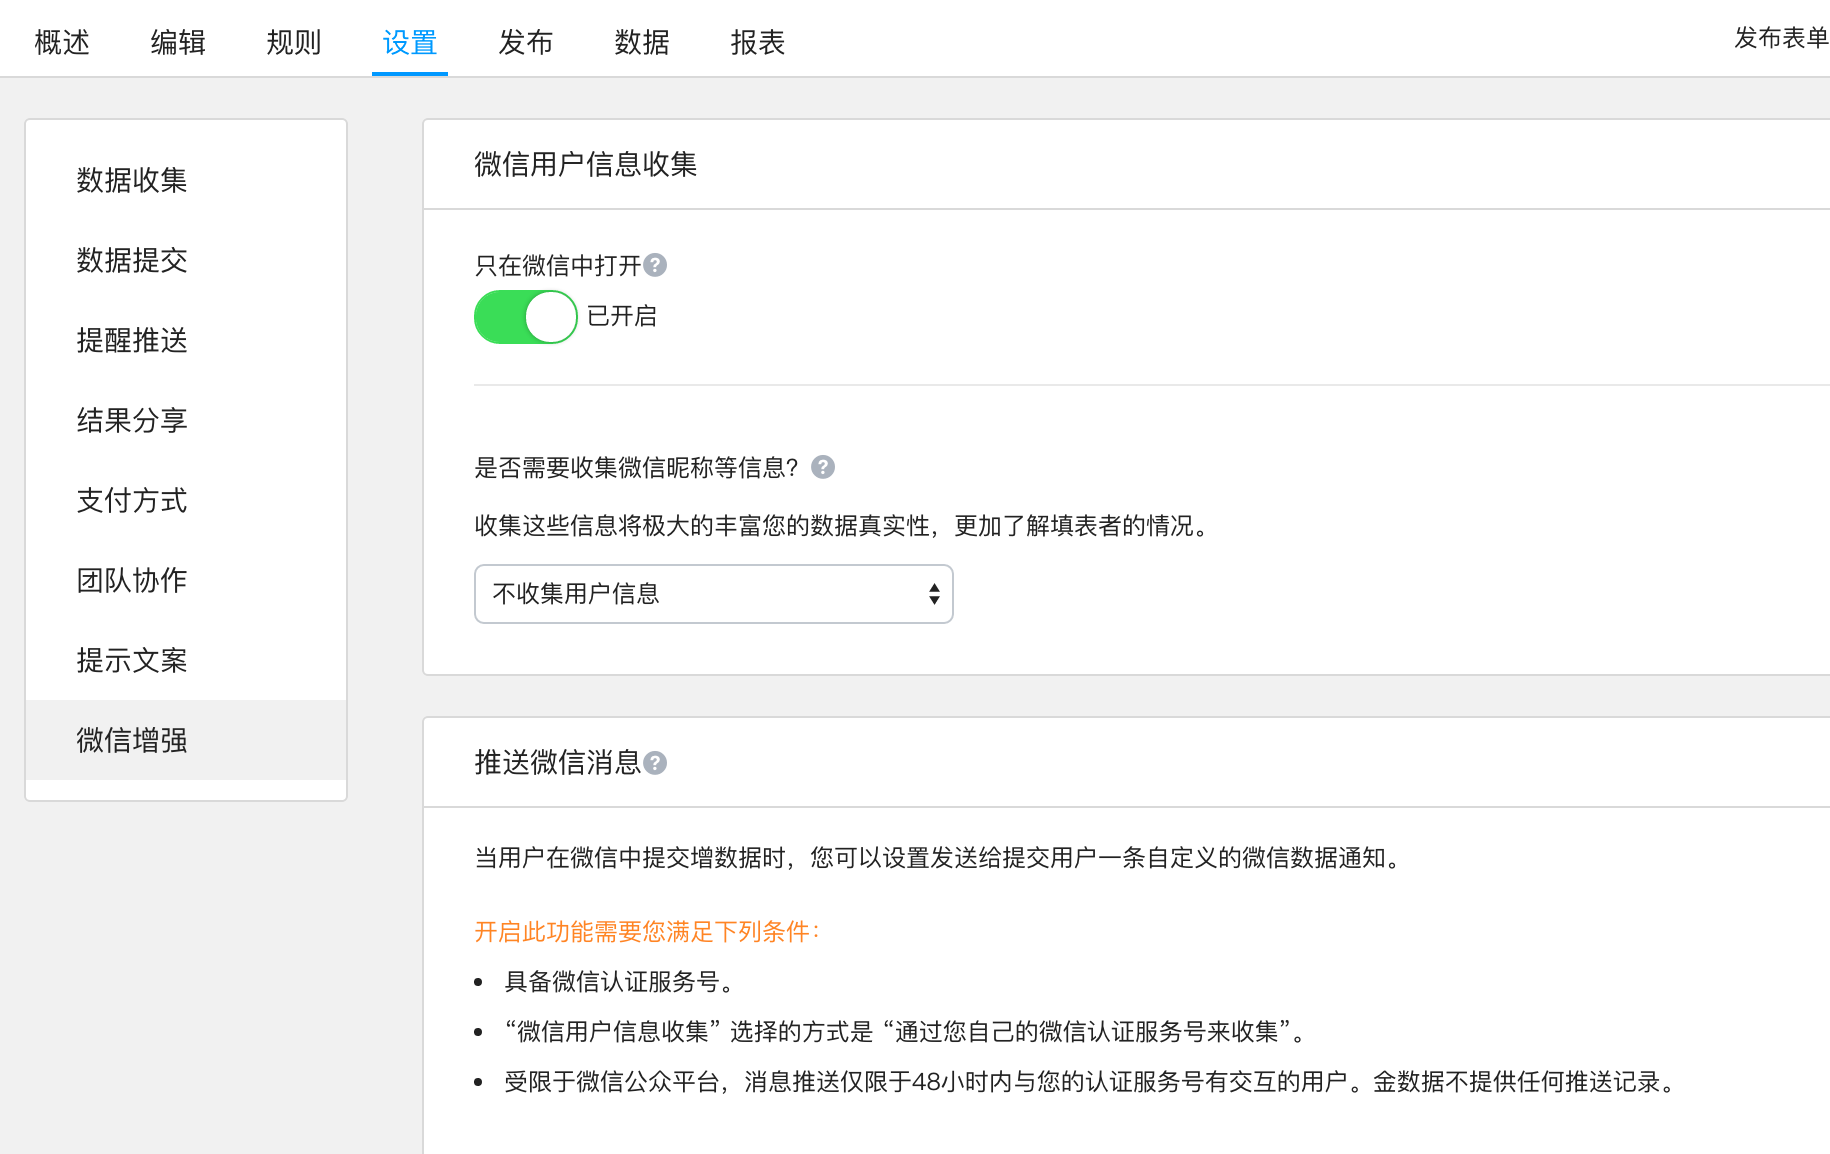 概述 编辑 规则 设置 发布 数据 报表 发布表单
数据收集
数据提交
提醒推送
结果分享
支付方式
团队协作
提示文案
微信增强
微信用户信息收集
只在微信中打开?
已开启
是否需要收集微信昵称等信息? ?
收集这些信息将极大的丰富您的数据真实性，更加了解填表者的情况。
不收集用户信息
推送微信消息?
当用户在微信中提交增数据时，您可以设置发送给提交用户一条自定义的微信数据通知。
开启此功能需要您满足下列条件：
• 具备微信认证服务号。
• “微信用户信息收集” 选择的方式是 “通过您自己的微信认证服务号来收集”。
• 受限于微信公众平台，消息推送仅限于48小时内与您的认证服务号有交互的用户。金数据不提供任何推送记录。